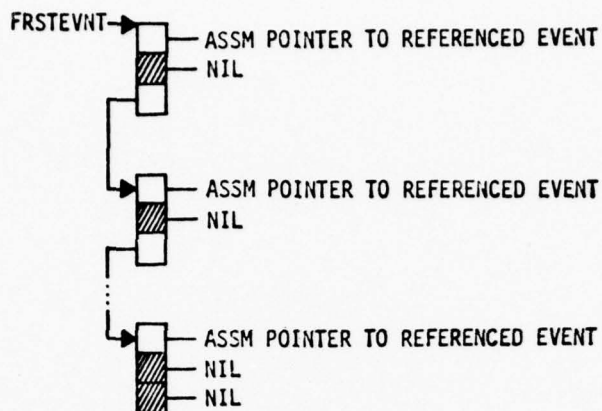 FRSTEVNT
ASSM POINTER TO REFERENCED EVENT
NIL
ASSM POINTER TO REFERENCED EVENT
NIL
ASSM POINTER TO REFERENCED EVENT
NIL
NIL